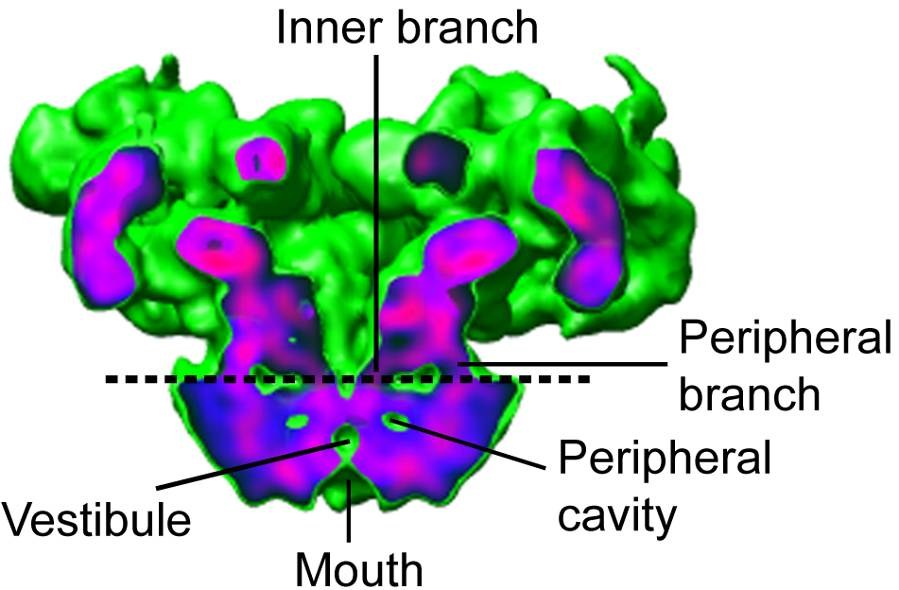 Inner branch
Peripheral
branch
Peripheral
cavity
Vestibule
Mouth